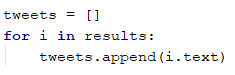 tweets = []
for i in results:
    tweets.append(i.text)